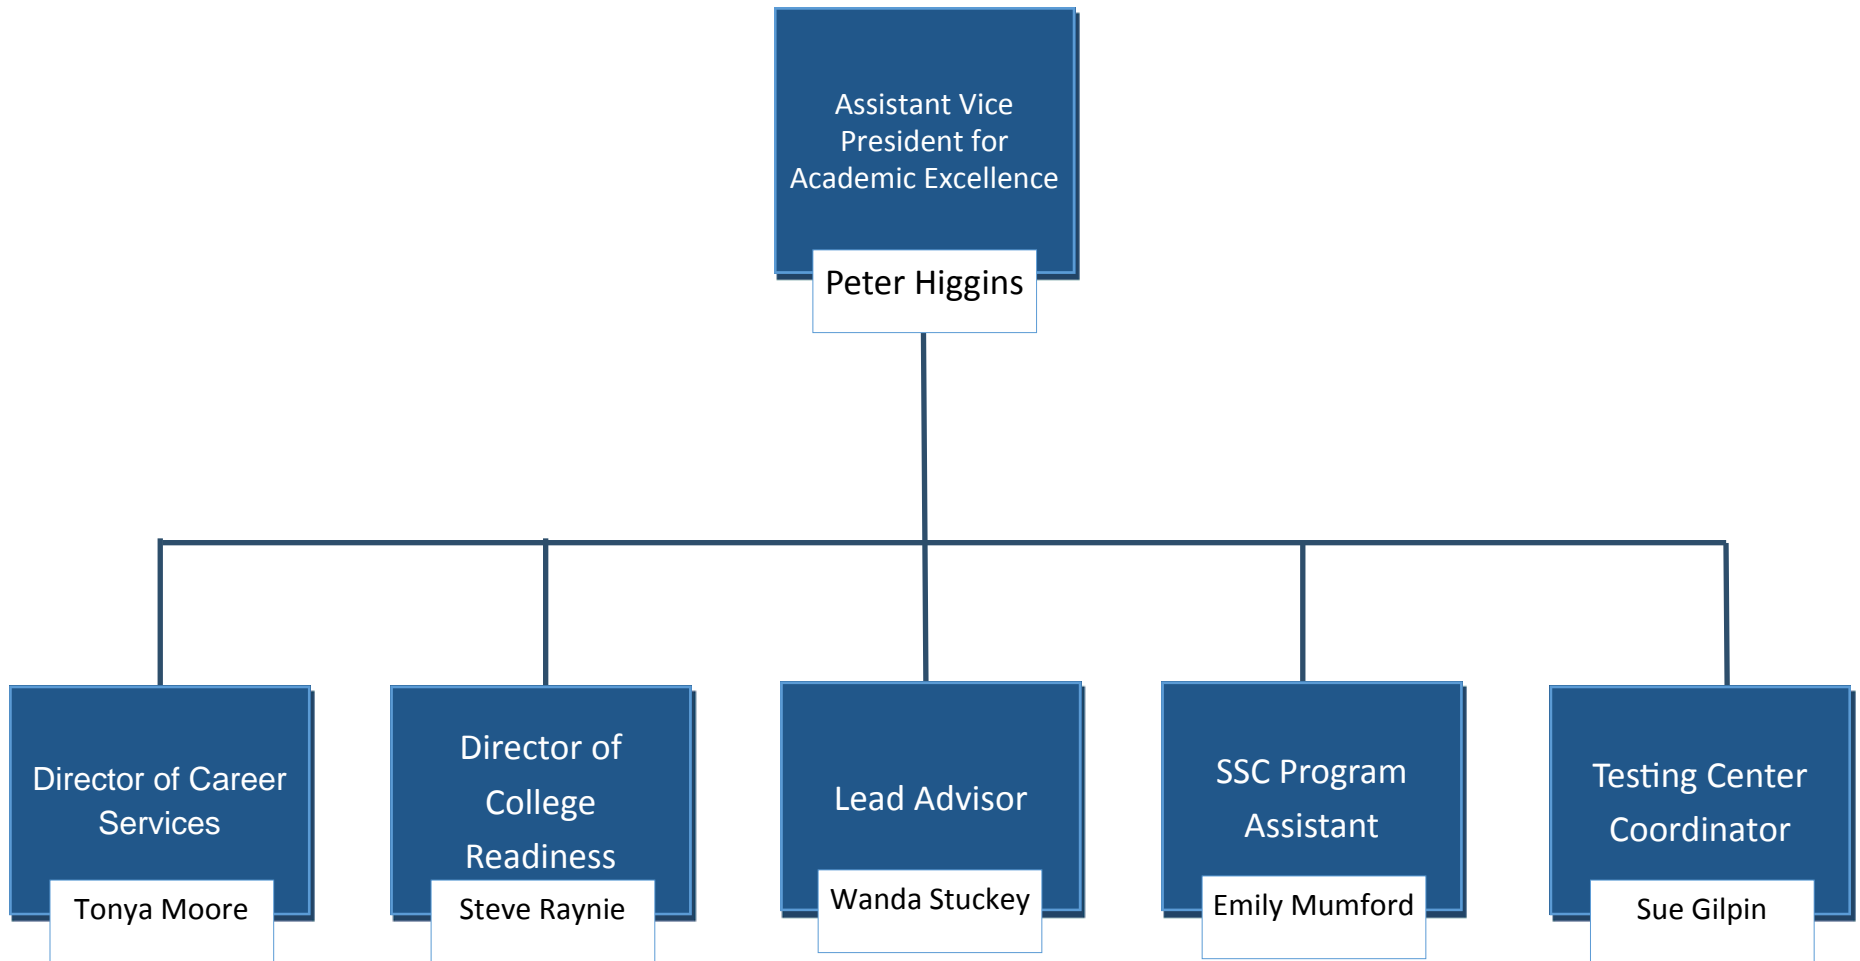 Assistant Vice
President for
Academic Excellence
Peter Higgins
Director of Career
Services
Tonya Moore
Director of
College
Readiness
Steve Raynie
Lead Advisor
Wanda Stuckey
SSC Program
Assistant
Emily Mumford
Testing Center
Coordinator
Sue Gilpin